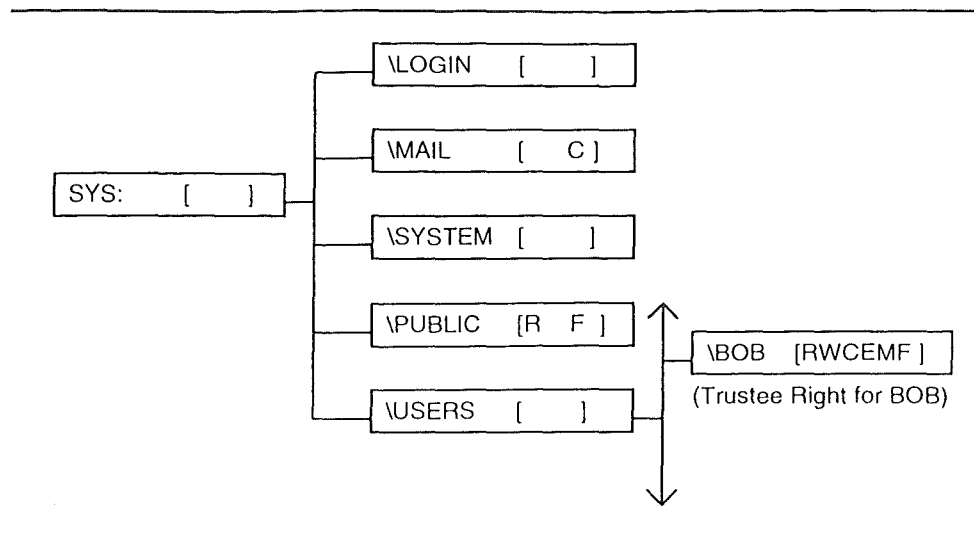 \LOGIN [ ]
\MAIL [ C ]
SYS: [ ]
\SYSTEM [ ]
\PUBLIC [R F ]
\BOB [RWCEMF ]
(Trustee Right for BOB)
\USERS [ ]